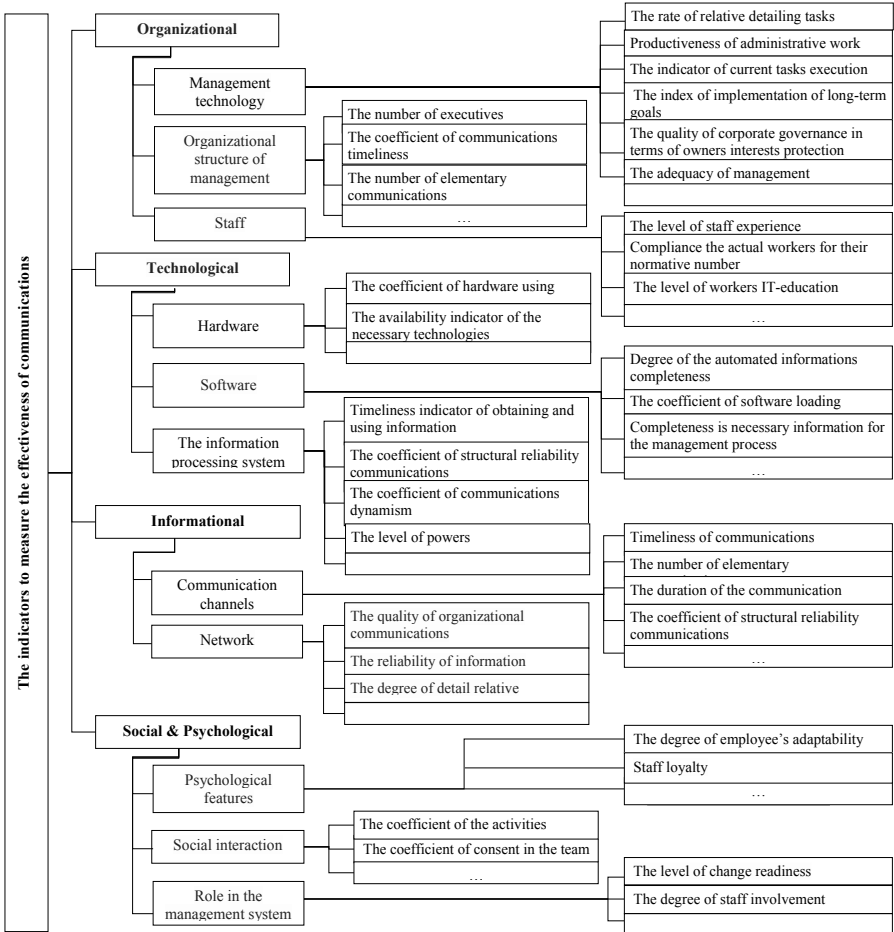 The indicators to measure the effectiveness of communications
Organizational
Management
technology
The rate of relative detailing tasks
Productiveness of administrative work
The indicator of current tasks execution
The index of implementation of long-term
goals
The quality of corporate governance in
terms of owners interests protection
The adequacy of management
Organizational
structure of
management
The number of executives
The coefficient of communications
timeliness
The number of elementary
communications
…
Staff
The level of staff experience
Compliance the actual workers for their
normative number
The level of workers IT-education
…
Technological
Hardware
The coefficient of hardware using
The availability indicator of the
necessary technologies
Software
Degree of the automated informations
completeness
The coefficient of software loading
Completeness is necessary information for
the management process
…
The information
processing system
Timeliness indicator of obtaining and
using information
The coefficient of structural reliability
communications
The coefficient of communications
dynamism
The level of powers
Informational
Communication
channels
Timeliness of communications
The number of elementary
The duration of the communication
The coefficient of structural reliability
communications
…
Network
The quality of organizational
communications
The reliability of information
The degree of detail relative
Social & Psychological
Psychological
features
The degree of employee’s adaptability
Staff loyalty
…
Social interaction
The coefficient of the activities
The coefficient of consent in the team
…
Role in the
management system
The level of change readiness
The degree of staff involvement